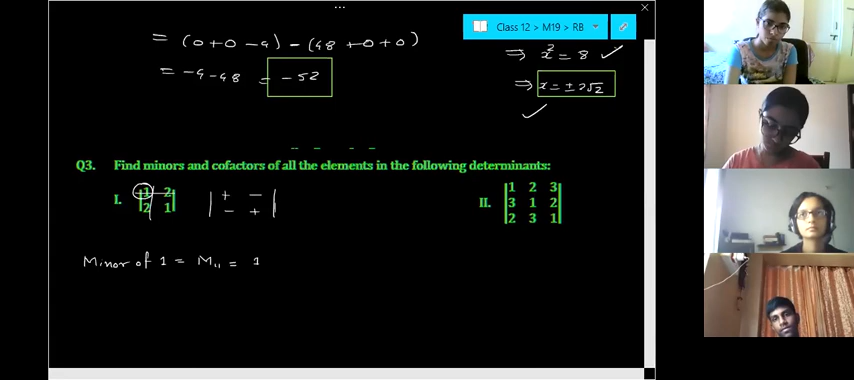 Class 12 > M19 > RB
= (0+0-4) - (48+0+0)
= -4-48 = -52
⇒ x² = 8 ✓
⇒ x = ±2√2
✓
Q3. Find minors and cofactors of all the elements in the following determinants:
I. |1 2|
|2 1|
|+ −|
|− +|
II. |1 2 3|
|3 1 2|
|2 3 1|
Minor of 1 = M₁₁ = 1